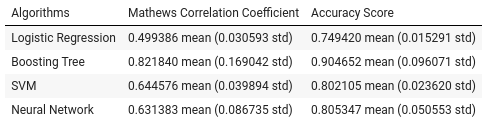 Algorithms Mathews Correlation Coefficient Accuracy Score
Logistic Regression 0.499386 mean (0.030593 std) 0.749420 mean (0.015291 std)
Boosting Tree 0.821840 mean (0.169042 std) 0.904652 mean (0.096071 std)
SVM 0.644576 mean (0.039894 std) 0.802105 mean (0.023620 std)
Neural Network 0.631383 mean (0.086735 std) 0.805347 mean (0.050553 std)